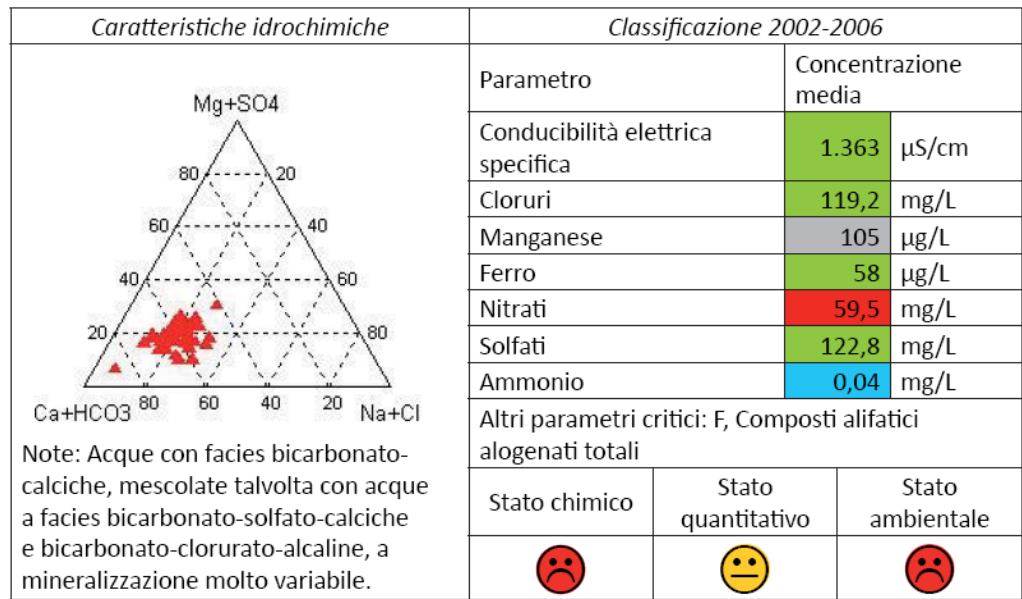 Caratteristiche idrochimiche
Classificazione 2002-2006
Mg+SO4
80 20
60 40
40 60
20 80
Ca+HCO3 80 60 40 20 Na+Cl
Note: Acque con facies bicarbonato-
calciche, mescolate talvolta con acque
a facies bicarbonato-solfato-calciche
e bicarbonato-clorurato-alcaline, a
mineralizzazione molto variabile.
Parametro
Concentrazione
media
Conducibilità elettrica
specifica
1.363 µS/cm
Cloruri 119,2 mg/L
Manganese 105 µg/L
Ferro 58 µg/L
Nitrati 59,5 mg/L
Solfati 122,8 mg/L
Ammonio 0,04 mg/L
Altri parametri critici: F, Composti alifatici
alogenati totali
Stato chimico
Stato
quantitativo
Stato
ambientale